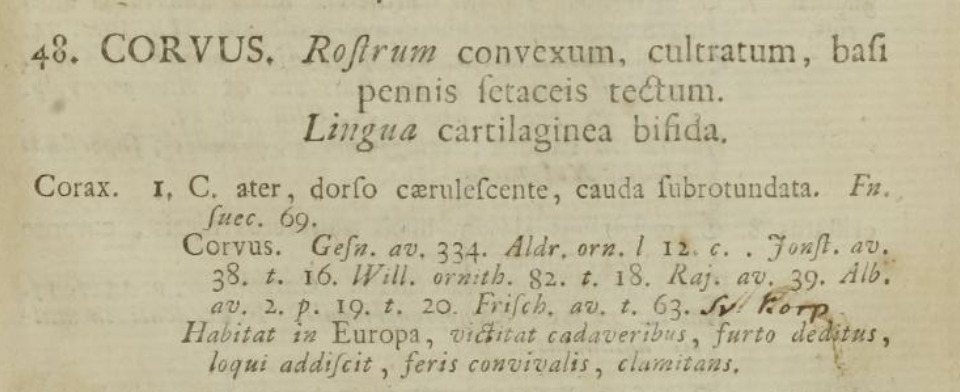 48. CORVUS. Roſtrum convexum, cultratum, baſi
pennis ſetaceis tectum.
Lingua cartilaginea bifida.
Corax. 1, C. ater, dorſo cæruleſcente, cauda ſubrotundata. Fn.
ſuec. 69.
Corvus. Geſn. av. 334. Aldr. orn. l 12. c. . Jonſt. av.
38. t. 16. Will. ornith. 82. t. 18. Raj. av. 39. Alb.
av. 2. p. 19. t. 20. Friſch. av. t. 63. Sv. Korp
Habitat in Europa, victitat cadaveribus, furto deditus,
loqui addiſcit, feris convivalis, clamitans.